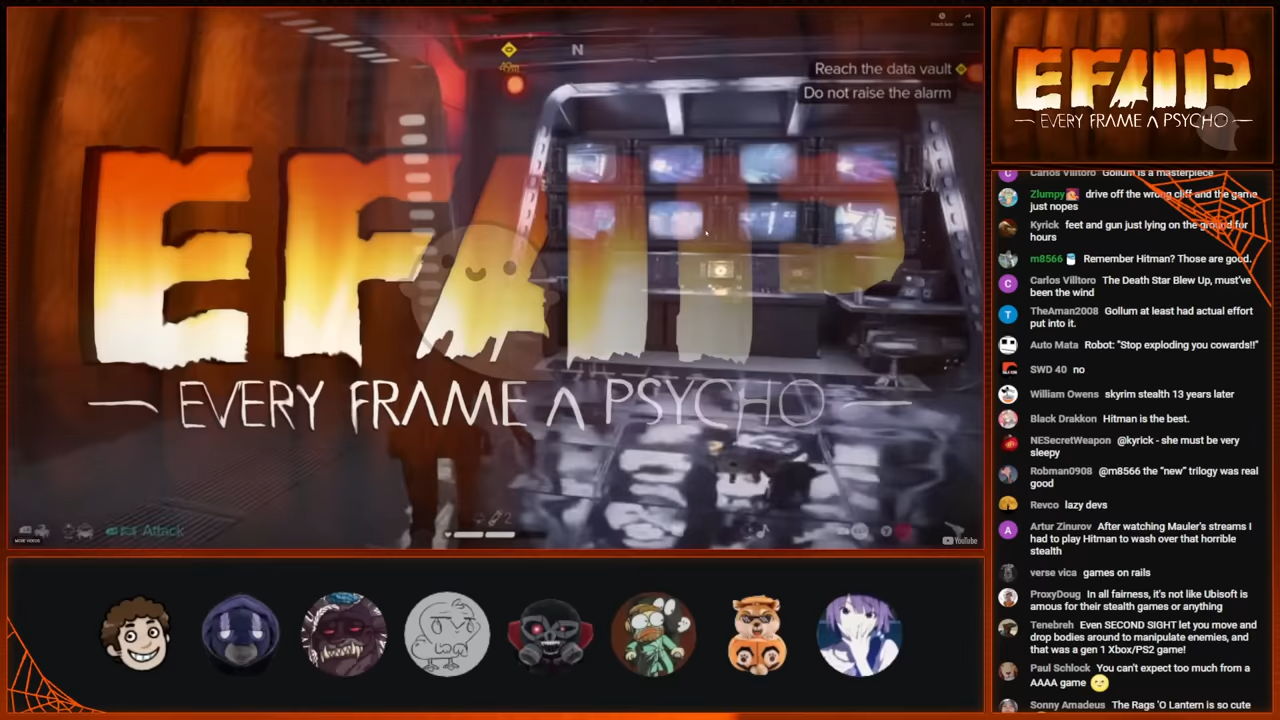 N
49m
Reach the data vault
Do not raise the alarm
EFAP
EVERY FRAME A PSYCHO
2
Attack
MORE VIDEOS
YouTube
Watch later
Share
EFAP
EVERY FRAME A PSYCHO
Carlos Villtoro Gollum is a masterpiece
Zlumpy drive off the wrong cliff and the game
just nopes
Kyrick feet and gun just lying on the ground for
hours
m8566 Remember Hitman? Those are good.
Carlos Villtoro The Death Star Blew Up, must've
been the wind
TheAman2008 Gollum at least had actual effort
put into it.
Auto Mata Robot: "Stop exploding you cowards!!"
SWD 40 no
William Owens skyrim stealth 13 years later
Black Drakkon Hitman is the best.
NESecretWeapon @kyrick - she must be very
sleepy
Robman0908 @m8566 the "new" trilogy was real
good
Revco lazy devs
Artur Zinurov After watching Mauler's streams I
had to play Hitman to wash over that horrible
stealth
verse vica games on rails
ProxyDoug In all fairness, it's not like Ubisoft is
amous for their stealth games or anything
Tenebreh Even SECOND SIGHT let you move and
drop bodies around to manipulate enemies, and
that was a gen 1 Xbox/PS2 game!
Paul Schlock You can't expect too much from a
AAAA game
Sonny Amadeus The Rags 'O Lantern is so cute